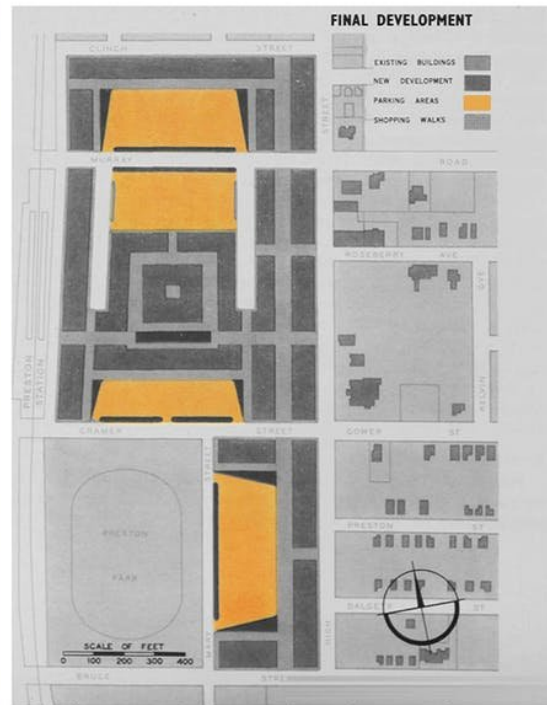 FINAL DEVELOPMENT
EXISTING BUILDINGS
NEW DEVELOPMENT
PARKING AREAS
SHOPPING WALKS
CLINCH STREET
STREET
MURRAY ROAD
ROSEBERRY AVE
GVE
KELVIN
PRESTON
STATION
CRAMER STREET GOWER ST
STREET
PRESTON
PARK
PRESTON ST
DALGETY ST
SCALE OF FEET
0 100 200 300 400
MARY
HIGH
BRUCE STRE